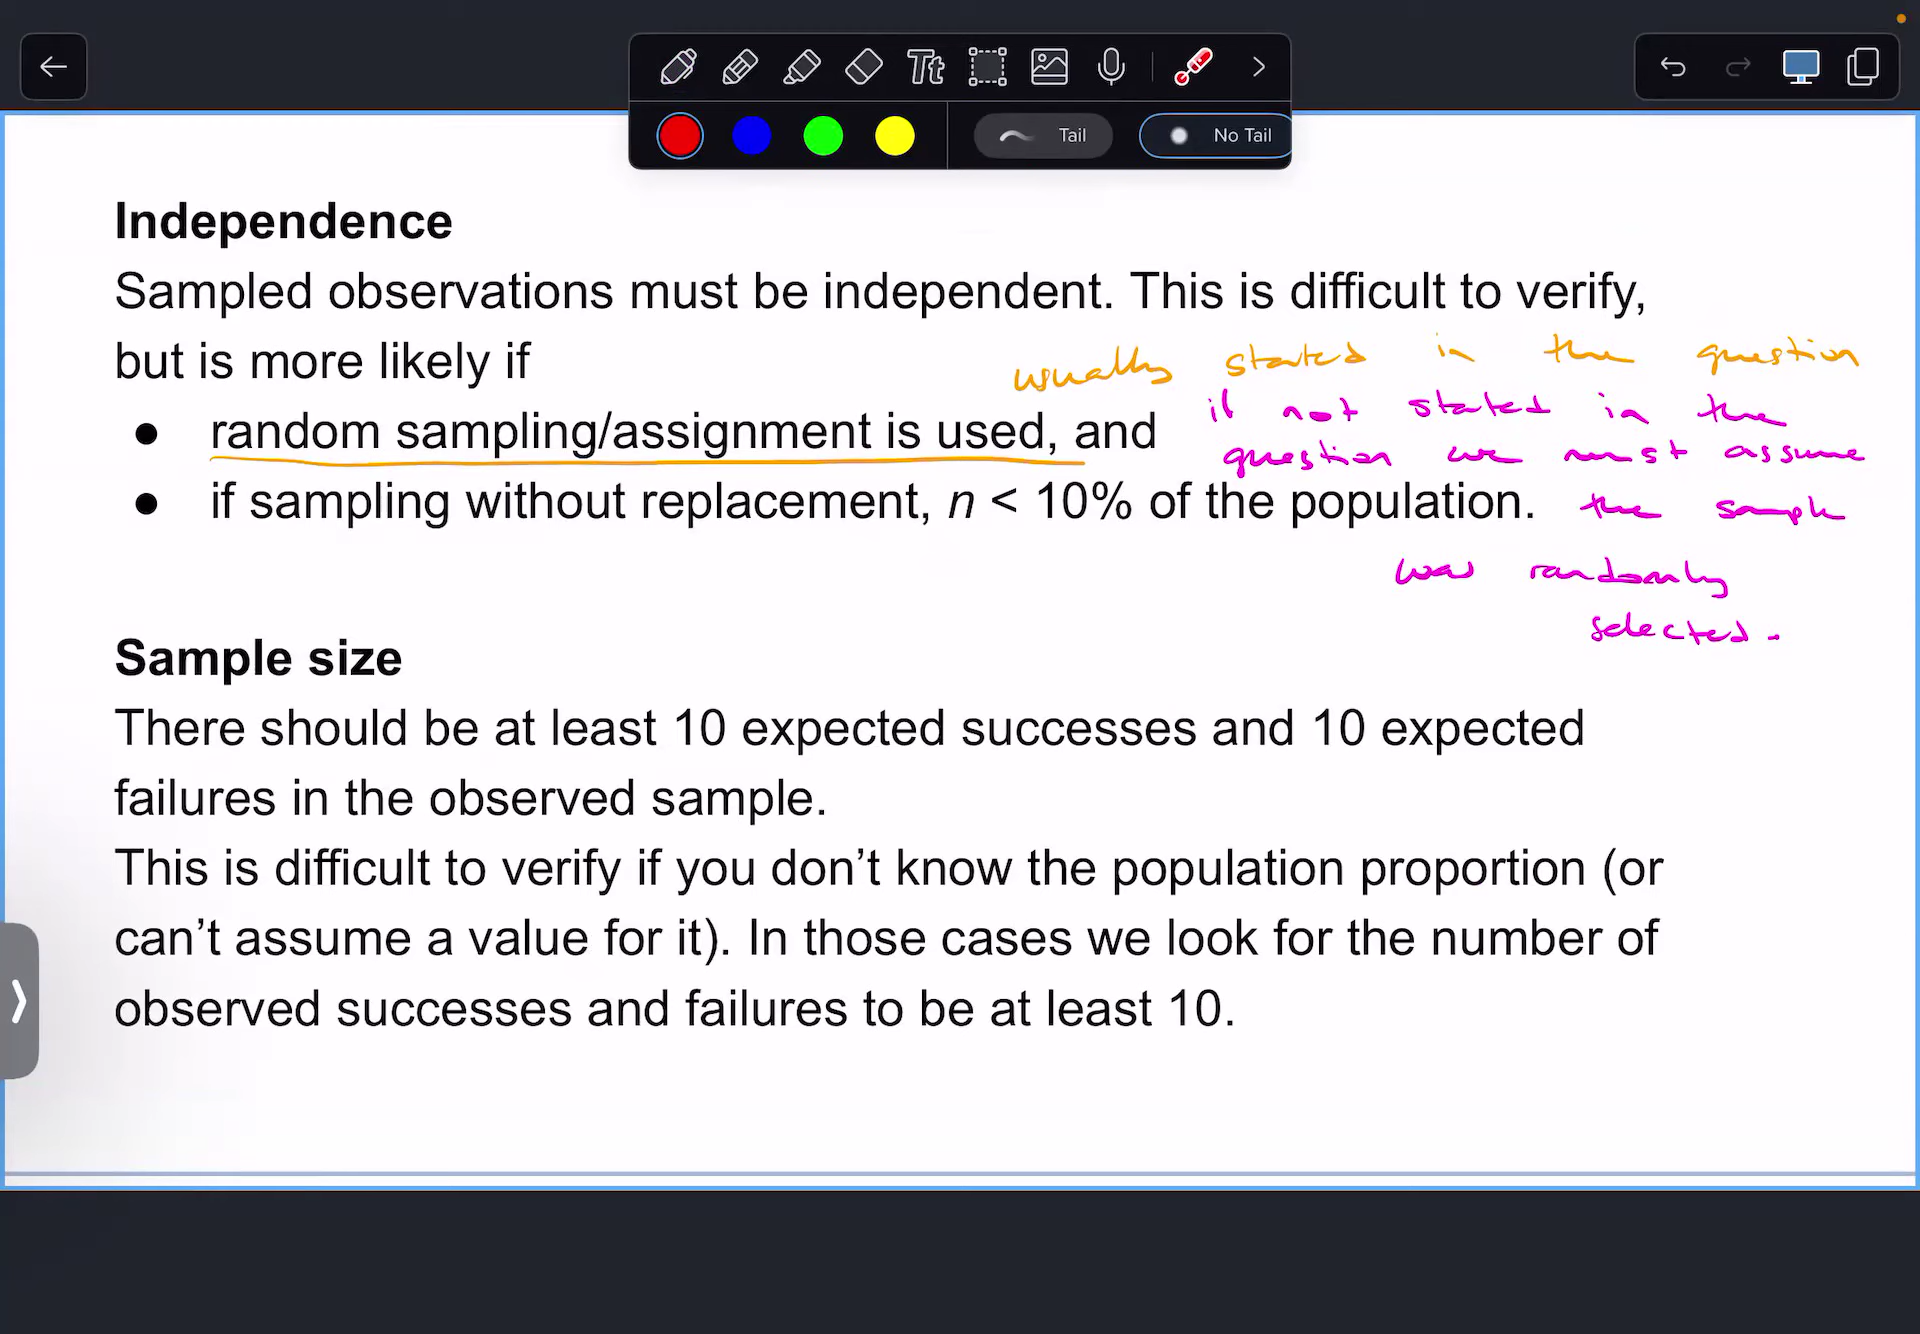 Tt
Tail
No Tail
Independence
Sampled observations must be independent. This is difficult to verify,
but is more likely if
usually started in the question
● random sampling/assignment is used, and
if not started in the
question we must assume
● if sampling without replacement, n < 10% of the population.
the sample
was randomly
selected.
Sample size
There should be at least 10 expected successes and 10 expected
failures in the observed sample.
This is difficult to verify if you don’t know the population proportion (or
can’t assume a value for it). In those cases we look for the number of
observed successes and failures to be at least 10.